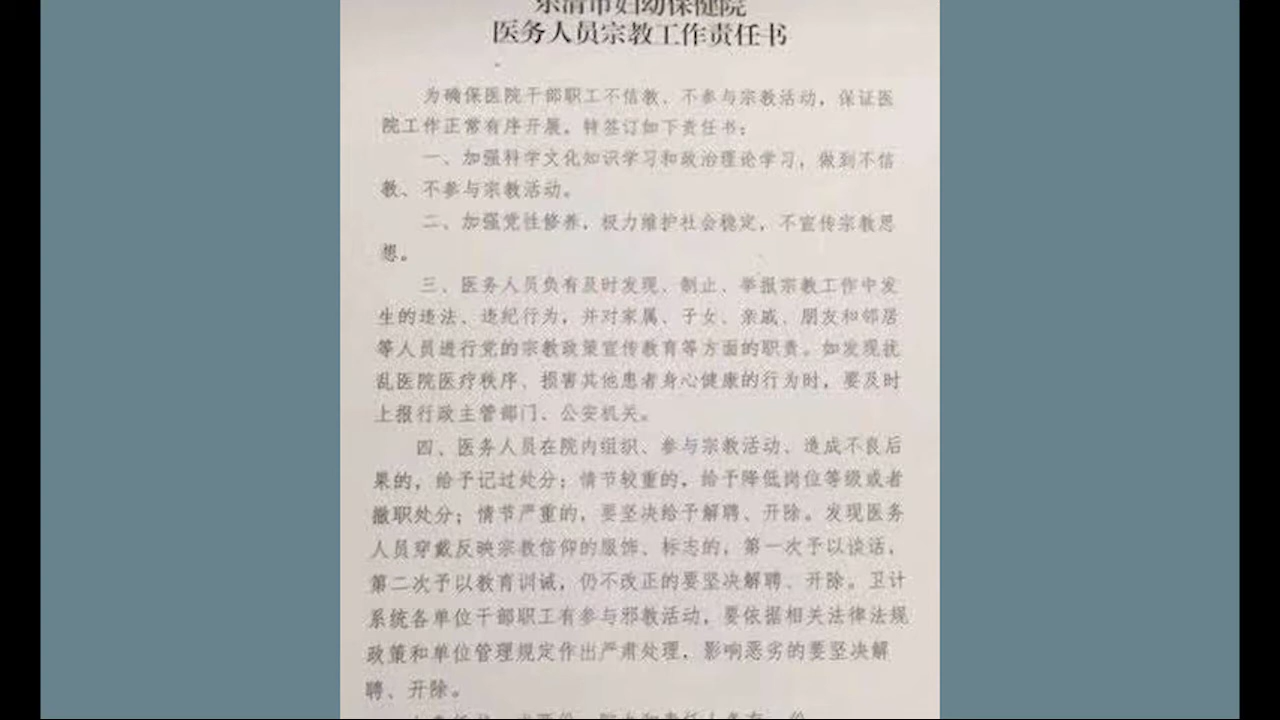 乐清市妇幼保健院
医务人员宗教工作责任书
为确保医院干部职工不信教、不参与宗教活动，保证医
院工作正常有序开展。特签订如下责任书：
一、加强科学文化知识学习和政治理论学习，做到不信
教、不参与宗教活动。
二、加强党性修养，极力维护社会稳定，不宣传宗教思
想。
三、医务人员负有及时发现、制止、举报宗教工作中发
生的违法、违纪行为，并对家属、子女、亲戚、朋友和邻居
等人员进行党的宗教政策宣传教育等方面的职责。如发现扰
乱医院医疗秩序、损害其他患者身心健康的行为时，要及时
上报行政主管部门、公安机关。
四、医务人员在院内组织、参与宗教活动、造成不良后
果的，给予记过处分；情节较重的，给予降低岗位等级或者
撤职处分；情节严重的，要坚决给予解聘、开除。发现医务
人员穿戴反映宗教信仰的服饰、标志的，第一次予以谈话，
第二次予以教育训诫，仍不改正的要坚决解聘、开除。卫计
系统各单位干部职工有参与邪教活动，要依据相关法律法规
政策和单位管理规定作出严肃处理，影响恶劣的要坚决解
聘、开除。